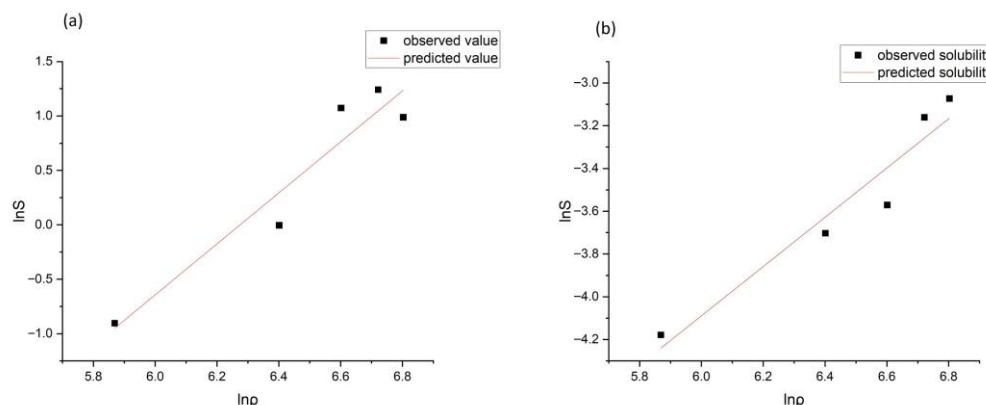 (a)
observed value
predicted value
1.5
1.0
0.5
0.0
−0.5
−1.0
lnS
5.8 6.0 6.2 6.4 6.6 6.8
lnρ
(b)
observed solubilit
predicted solubilit
−3.0
−3.2
−3.4
−3.6
−3.8
−4.0
−4.2
lnS
5.8 6.0 6.2 6.4 6.6 6.8
lnρ